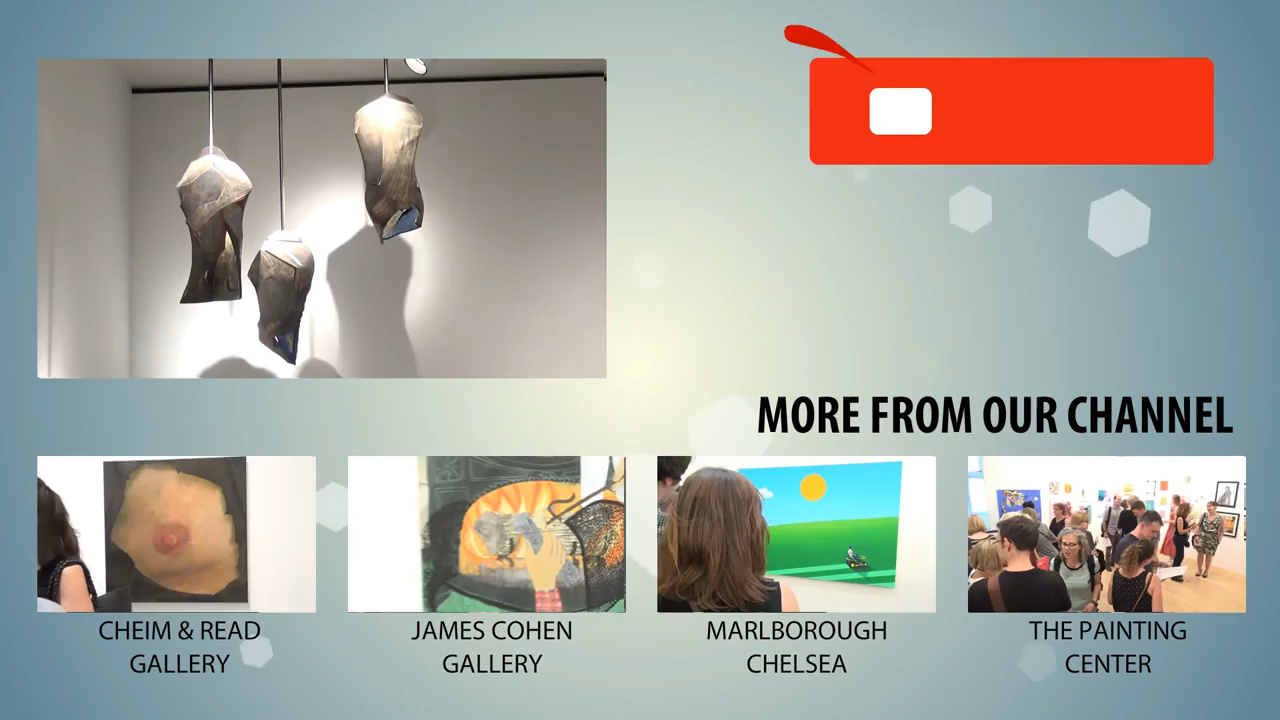 MORE FROM OUR CHANNEL
CHEIM & READ
GALLERY
JAMES COHEN
GALLERY
MARLBOROUGH
CHELSEA
THE PAINTING
CENTER